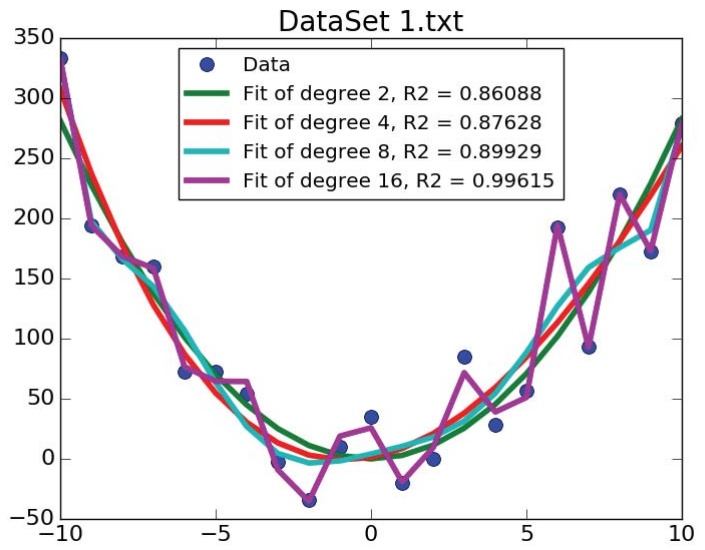 DataSet 1.txt
350
300
250
200
150
100
50
0
−50
−10
−5
0
5
10
Data
Fit of degree 2, R2 = 0.86088
Fit of degree 4, R2 = 0.87628
Fit of degree 8, R2 = 0.89929
Fit of degree 16, R2 = 0.99615